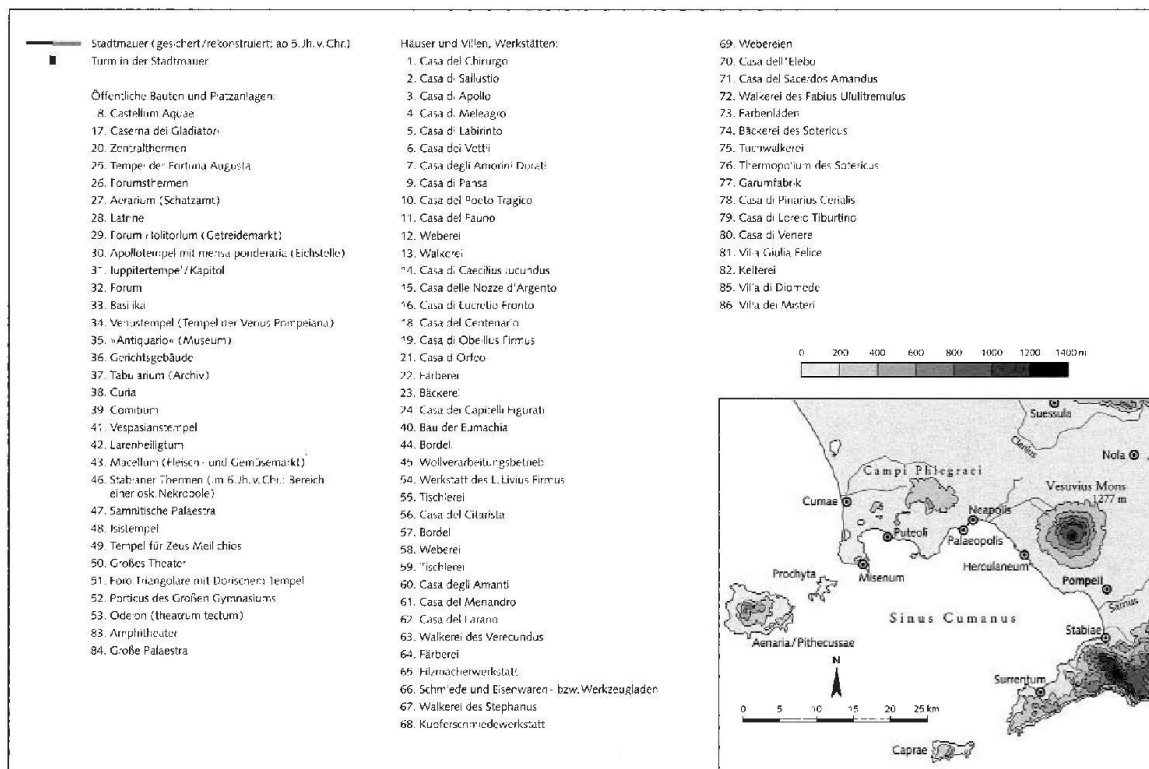 Stadtmauer (gesichert/rekonstruiert; ab 5. Jh. v. Chr.)
Turm in der Stadtmauer
Öffentliche Bauten und Platzanlagen:
8. Castellum Aquae
17. Caserna dei Gladiatori
20. Zentralthermen
25. Tempel der Fortuna Augusta
26. Forumsthermen
27. Aerarium (Schatzamt)
28. Latrine
29. Forum Holitorium (Getreidemarkt)
30. Apollotempel mit mensa ponderaria (Eichstelle)
31. Iuppitertempel/Kapitol
32. Forum
33. Basilika
34. Venustempel (Tempel der Venus Pompeiana)
35. »Antiquario« (Museum)
36. Gerichtsgebäude
37. Tabularium (Archiv)
38. Curia
39. Comitium
41. Vespasianstempel
42. Larenheiligtum
43. Macellum (Fleisch- und Gemüsemarkt)
46. Stabianer Thermen (im 6. Jh. v. Chr.: Bereich
einer osk. Nekropole)
47. Samnitische Palaestra
48. Isistempel
49. Tempel für Zeus Meilichios
50. Großes Theater
51. Foro Triangolare mit Dorischem Tempel
52. Porticus des Großen Gymnasiums
53. Odeion (theatrum tectum)
83. Amphitheater
84. Große Palaestra
Häuser und Villen, Werkstätten:
1. Casa del Chirurgo
2. Casa di Sallustio
3. Casa di Apollo
4. Casa di Meleagro
5. Casa di Labirinto
6. Casa dei Vettii
7. Casa degli Amorini Dorati
9. Casa di Pansa
10. Casa del Poeto Tragico
11. Casa del Fauno
12. Weberei
13. Walkerei
14. Casa di Caecilius Iucundus
15. Casa delle Nozze d'Argento
16. Casa di Lucretio Fronto
18. Casa del Centenario
19. Casa di Obellius Firmus
21. Casa d'Orfeo
22. Färberei
23. Bäckerei
24. Casa dei Capitelli Figurati
40. Bau der Eumachia
44. Bordell
45. Wollverarbeitungsbetrieb
54. Werkstatt des L. Livius Firmus
55. Tischlerei
56. Casa del Citarista
57. Bordell
58. Weberei
59. Tischlerei
60. Casa degli Amanti
61. Casa del Menandro
62. Casa del Larario
63. Walkerei des Verecundus
64. Färberei
65. Filzmacherwerkstatt
66. Schmiede und Eisenwaren- bzw. Werkzeugladen
67. Walkerei des Stephanus
68. Kupferschmiedewerkstatt
69. Webereien
70. Casa dell'Efebo
71. Casa del Sacerdos Amandus
72. Walkerei des Fabius Ululitremulus
73. Farbenläden
74. Bäckerei des Sotericus
75. Tuchwalkerei
76. Thermopolium des Sotericus
77. Garumfabrik
78. Casa di Pinarius Cerialis
79. Casa di Loreio Tiburtino
80. Casa di Venere
81. Villa Giulia Felice
82. Kelterei
85. Villa di Diomede
86. Villa dei Misteri
0 200 400 600 800 1000 1200 1400 m
Suessula
Clanius
Nola
Campi Phlegraei
Vesuvius Mons
1277 m
Cumae
Neapolis
Puteoli
Palaeopolis
Herculaneum
Misenum
Prochyta
Pompeii
Sarnus
Sinus Cumanus
Stabiae
Aenaria/Pithecussae
N
Surrentum
0 5 10 15 20 25 km
Caprae